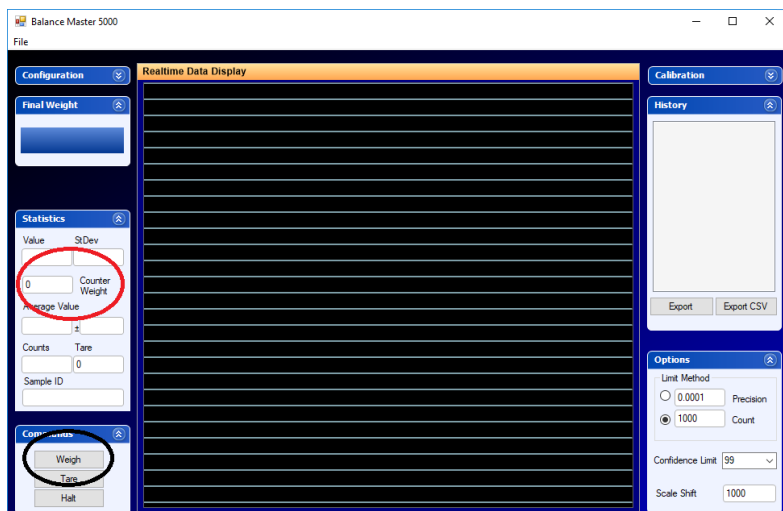 Balance Master 5000
File
Configuration
Final Weight
Statistics
Value StDev
0 Counter
Weight
Average Value
±
Counts Tare
0
Sample ID
Commands
Weigh
Tare
Halt
Realtime Data Display
Calibration
History
Export Export CSV
Options
Limit Method
0.0001 Precision
1000 Count
Confidence Limit 99
Scale Shift 1000